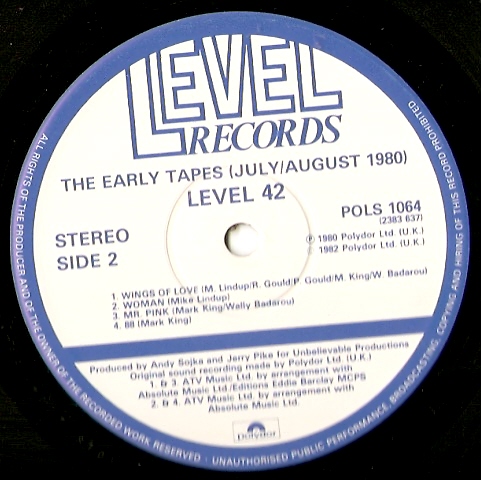 LEVEL
RECORDS
THE EARLY TAPES (JULY/AUGUST 1980)
LEVEL 42
STEREO
SIDE 2
POLS 1064
(2383 637)
℗ 1980 Polydor Ltd. (U.K.)
© 1982 Polydor Ltd. (U.K.)
1. WINGS OF LOVE (M. Lindup/R. Gould/P. Gould/M. King/W. Badarou)
2. WOMAN (Mike Lindup)
3. MR. PINK (Mark King/Wally Badarou)
4. 88 (Mark King)
Produced by Andy Sojka and Jerry Pike for Unbelievable Productions
Original sound recording made by Polydor Ltd. (U.K.)
1. & 3. ATV Music Ltd. by arrangement with
Absolute Music Ltd./Editions Eddie Barclay MCPS
2. & 4. ATV Music Ltd. by arrangement with
Absolute Music Ltd.
Polydor
ALL RIGHTS OF THE PRODUCER AND OF THE OWNER OF THE RECORDED WORK RESERVED · UNAUTHORISED PUBLIC PERFORMANCE, BROADCASTING, COPYING AND HIRING OF THIS RECORD PROHIBITED